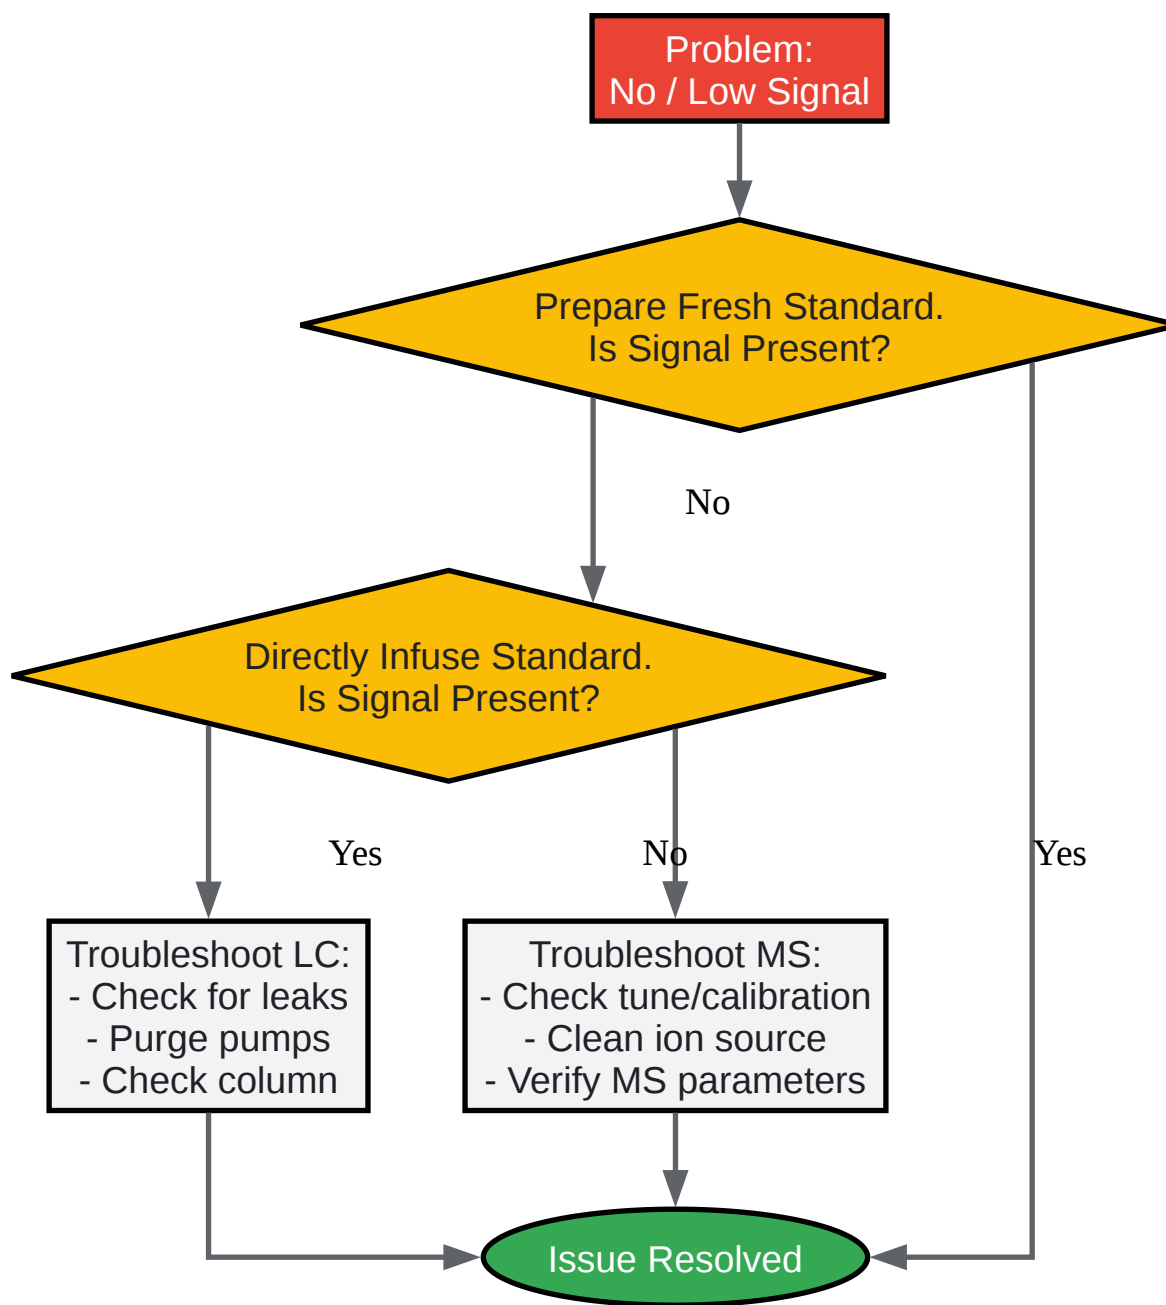 Problem:
No / Low Signal
Prepare Fresh Standard.
Is Signal Present?
No
Directly Infuse Standard.
Is Signal Present?
Yes
No
Yes
Troubleshoot LC:
- Check for leaks
- Purge pumps
- Check column
Troubleshoot MS:
- Check tune/calibration
- Clean ion source
- Verify MS parameters
Issue Resolved